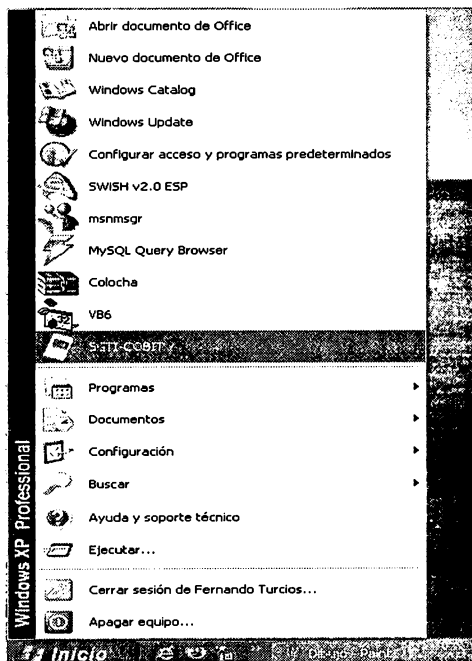 Abrir documento de Office
Nuevo documento de Office
Windows Catalog
Windows Update
Configurar acceso y programas predeterminados
SWISH v2.0 ESP
msnmsgr
MySQL Query Browser
Colocha
VB6
Programas
Documentos
Configuración
Buscar
Ayuda y soporte técnico
Ejecutar...
Cerrar sesión de Fernando Turcios...
Apagar equipo...
Windows XP Professional
Inicio